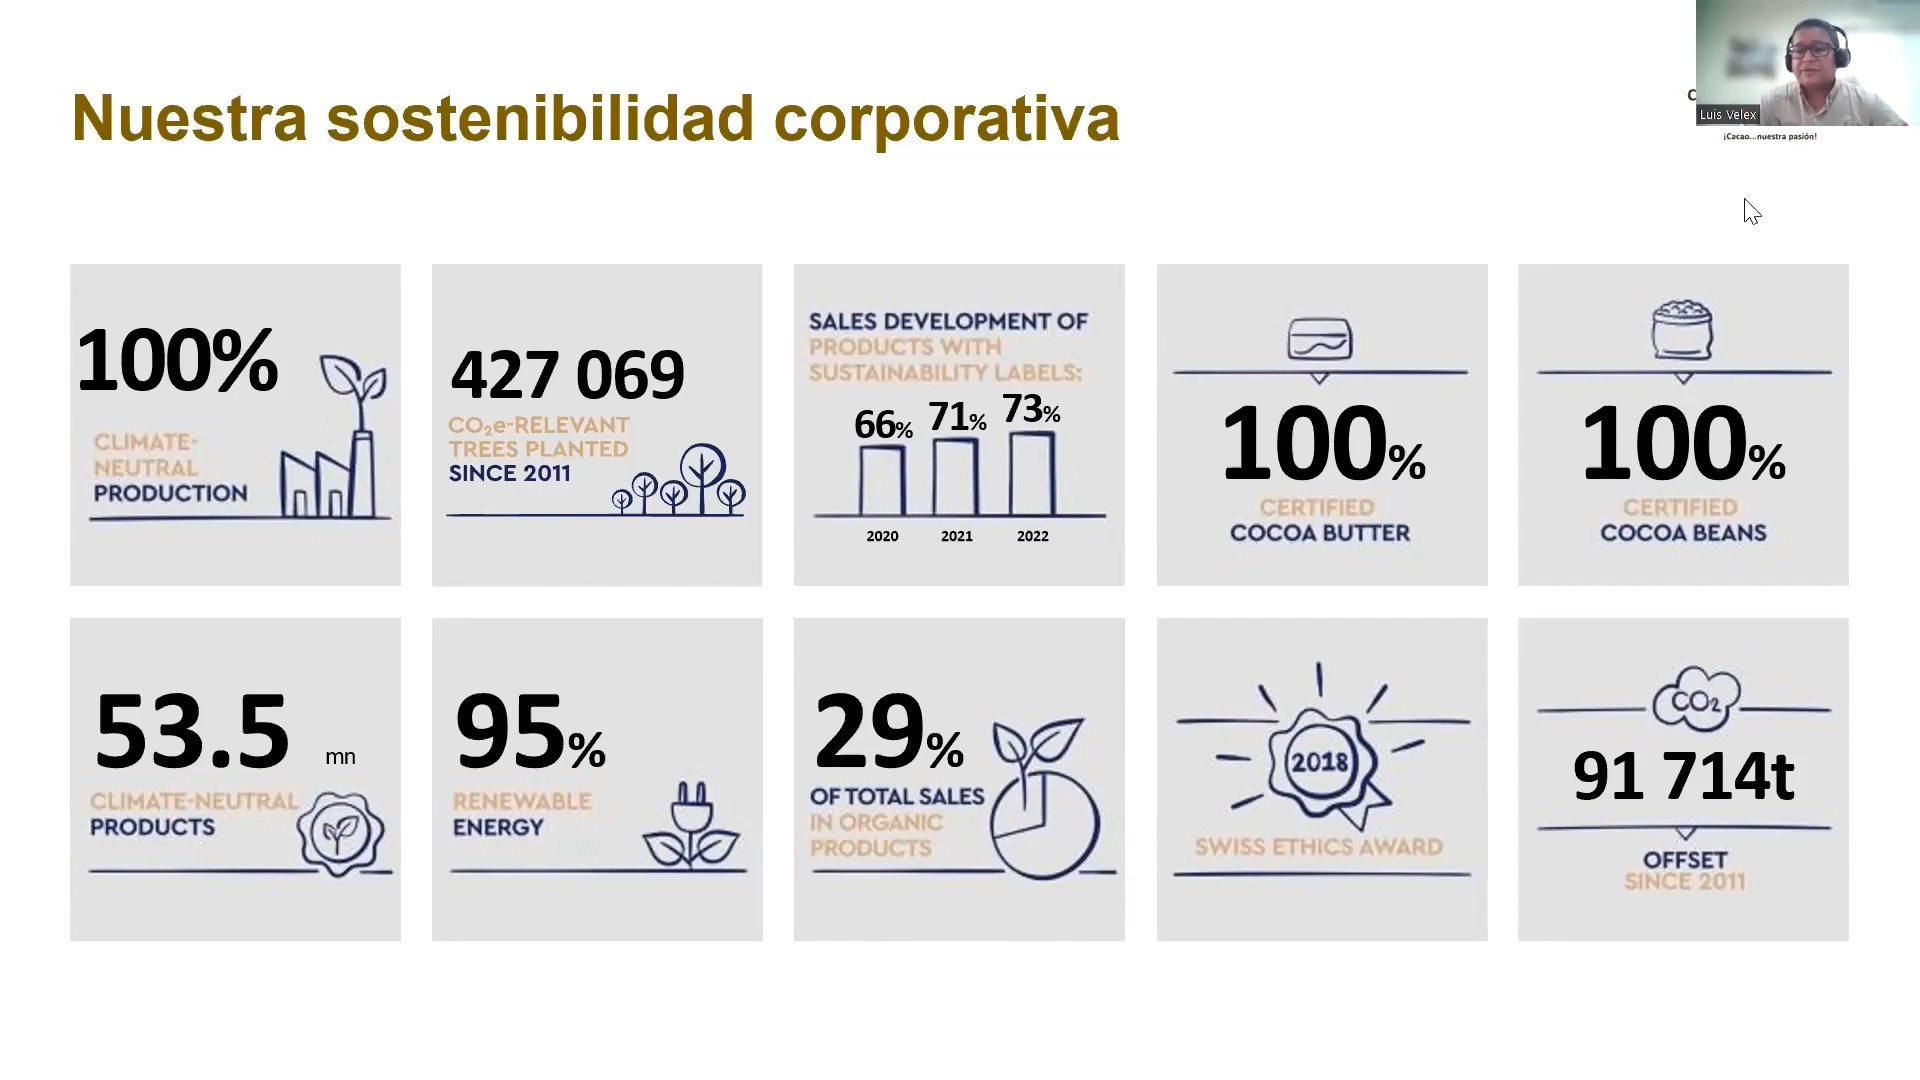 Nuestra sostenibilidad corporativa
Luis Velex
¡Cacao...nuestra pasión!
100%
CLIMATE-
NEUTRAL
PRODUCTION
427 069
CO₂e-RELEVANT
TREES PLANTED
SINCE 2011
SALES DEVELOPMENT OF
PRODUCTS WITH
SUSTAINABILITY LABELS:
66% 71% 73%
2020 2021 2022
100%
CERTIFIED
COCOA BUTTER
100%
CERTIFIED
COCOA BEANS
53.5 mn
CLIMATE-NEUTRAL
PRODUCTS
95%
RENEWABLE
ENERGY
29%
OF TOTAL SALES
IN ORGANIC
PRODUCTS
2018
SWISS ETHICS AWARD
CO₂
91 714t
OFFSET
SINCE 2011